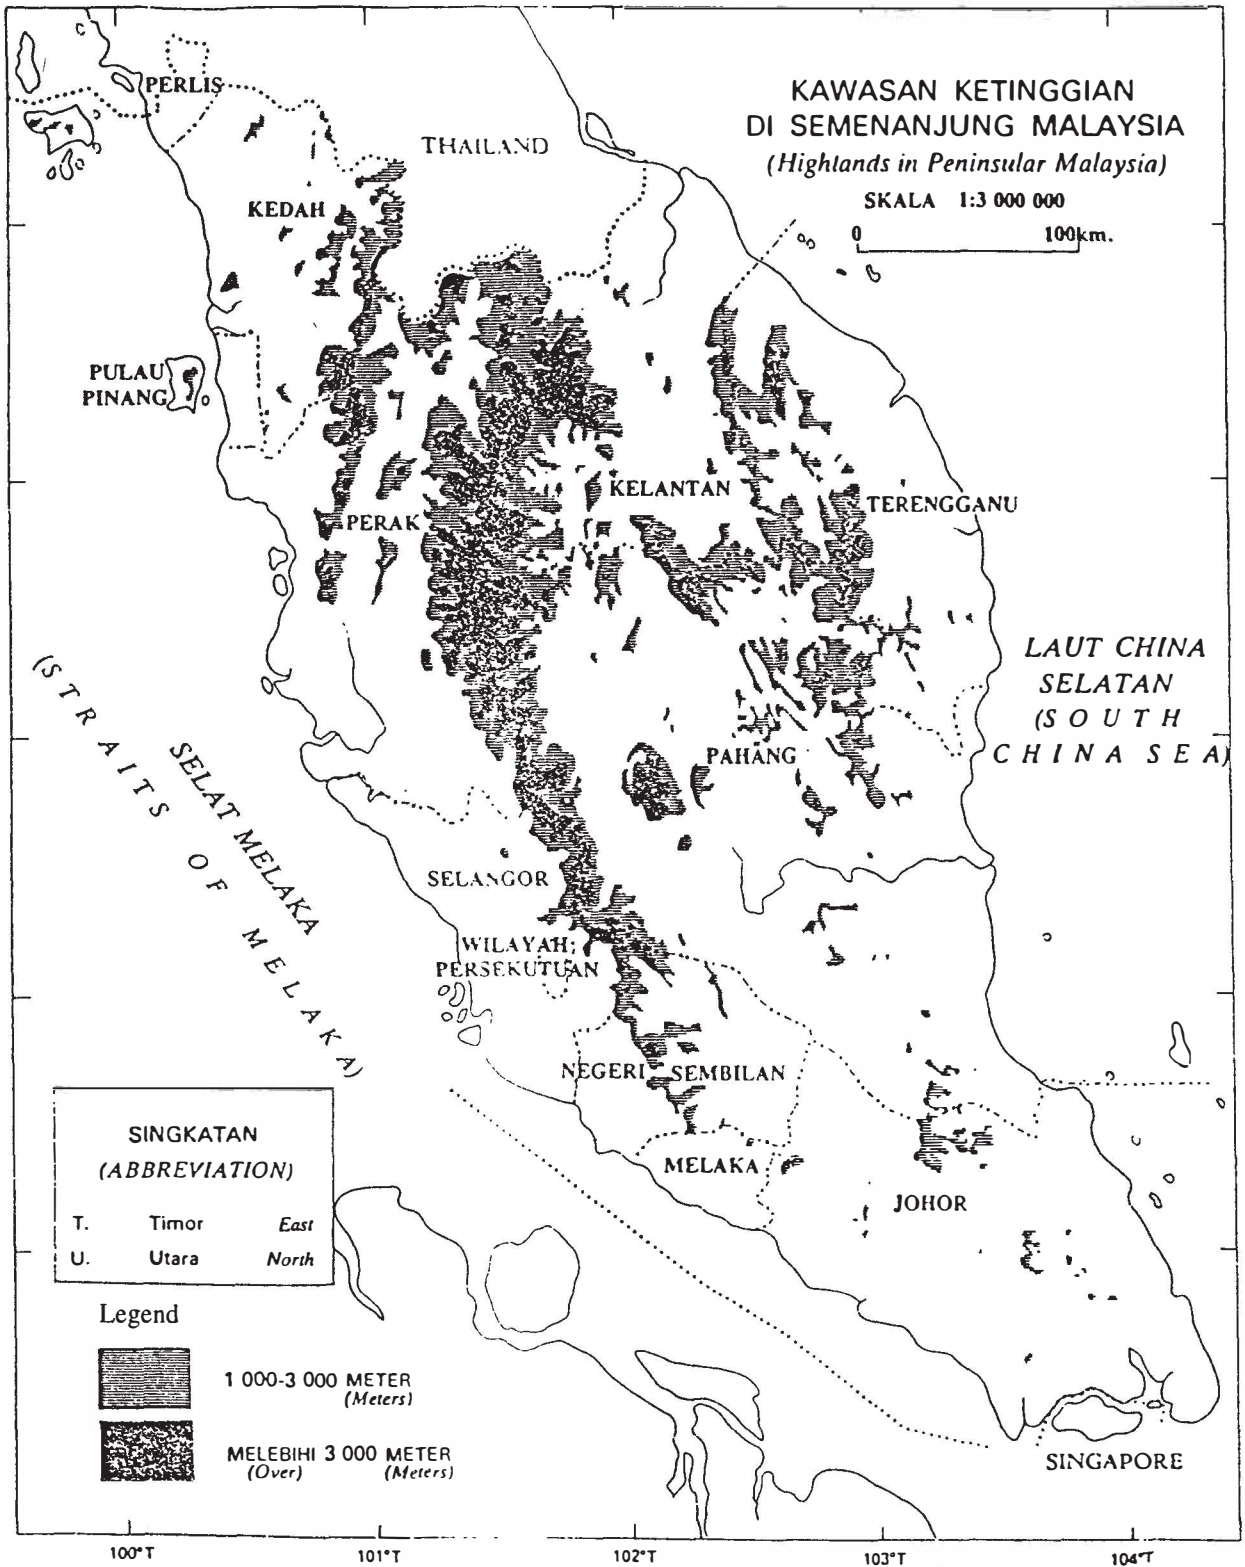 KAWASAN KETINGGIAN
DI SEMENANJUNG MALAYSIA
(Highlands in Peninsular Malaysia)
SKALA 1:3 000 000
0 100km.
PERLIS
THAILAND
KEDAH
PULAU
PINANG
KELANTAN
TERENGGANU
PERAK
LAUT CHINA
SELATAN
(SOUTH
CHINA SEA)
PAHANG
SELAT MELAKA
(STRAITS OF MELAKA)
SELANGOR
WILAYAH
PERSEKUTUAN
NEGERI SEMBILAN
MELAKA
JOHOR
SINGAPORE
SINGKATAN
(ABBREVIATION)
T. Timor East
U. Utara North
Legend
1 000-3 000 METER
(Meters)
MELEBIHI 3 000 METER
(Over) (Meters)
100°T 101°T 102°T 103°T 104°T